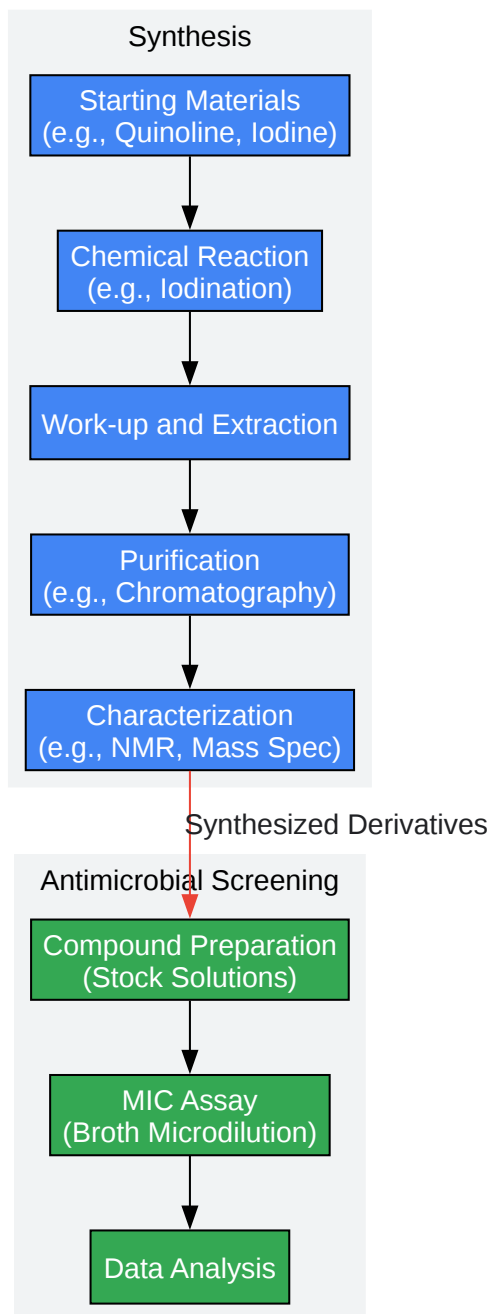 Synthesis
Starting Materials
(e.g., Quinoline, Iodine)
Chemical Reaction
(e.g., Iodination)
Work-up and Extraction
Purification
(e.g., Chromatography)
Characterization
(e.g., NMR, Mass Spec)
Synthesized Derivatives
Antimicrobial Screening
Compound Preparation
(Stock Solutions)
MIC Assay
(Broth Microdilution)
Data Analysis